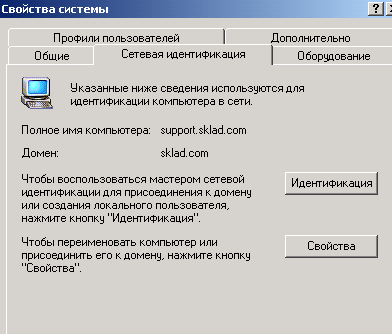 Свойства системы
Профили пользователей
Дополнительно
Общие
Сетевая идентификация
Оборудование
Указанные ниже сведения используются для
идентификации компьютера в сети.
Полное имя компьютера: support.sklad.com
Домен: sklad.com
Чтобы воспользоваться мастером сетевой
идентификации для присоединения к домену
или создания локального пользователя,
нажмите кнопку "Идентификация".
Идентификация
Чтобы переименовать компьютер или
присоединить его к домену, нажмите кнопку
"Свойства".
Свойства